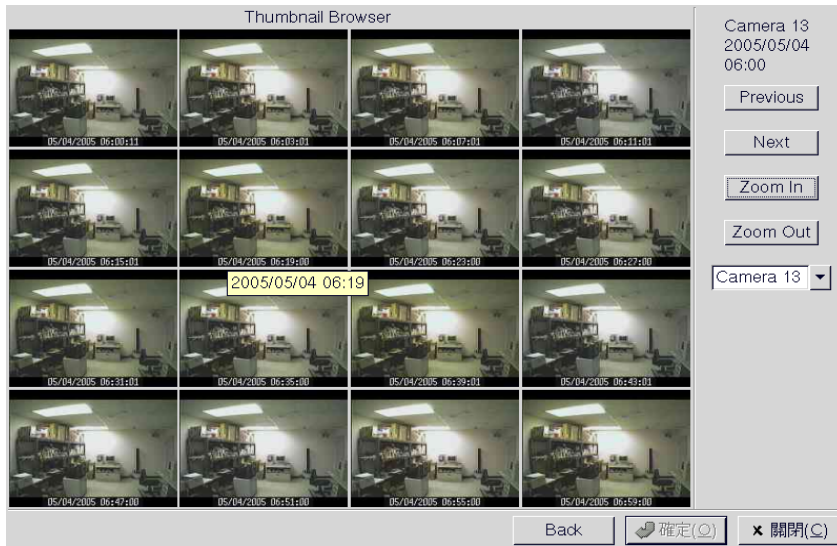 Thumbnail Browser
05/04/2005 06:00:11
05/04/2005 06:03:01
05/04/2005 06:07:01
05/04/2005 06:11:01
05/04/2005 06:15:01
05/04/2005 06:19:00
05/04/2005 06:23:00
05/04/2005 06:27:00
2005/05/04 06:19
05/04/2005 06:31:01
05/04/2005 06:35:00
05/04/2005 06:39:01
05/04/2005 06:43:01
05/04/2005 06:47:00
05/04/2005 06:51:00
05/04/2005 06:55:00
05/04/2005 06:59:00
Camera 13
2005/05/04
06:00
Previous
Next
Zoom In
Zoom Out
Camera 13
Back
確定(O)
關閉(C)